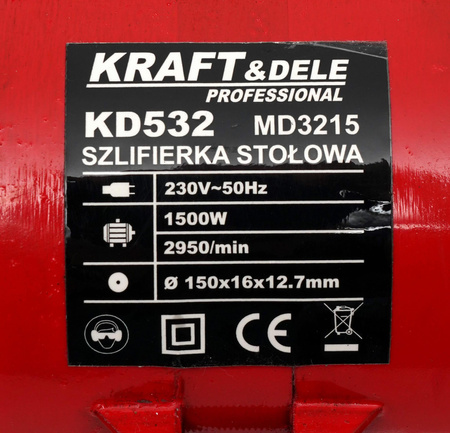 KRAFT&DELE
PROFESSIONAL
KD532 MD3215
SZLIFIERKA STOŁOWA
230V~50Hz
1500W
2950/min
Ø 150x16x12.7mm
CE